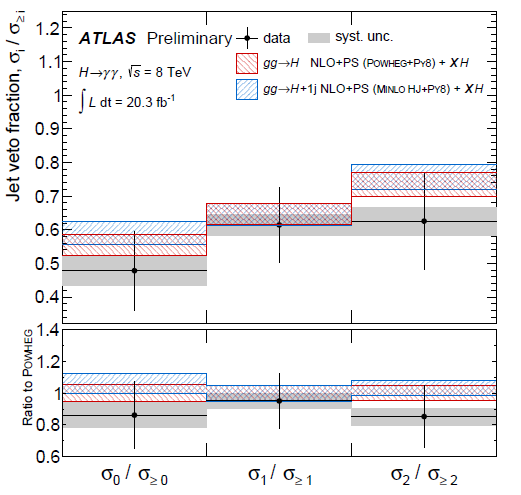 ATLAS Preliminary
data
syst. unc.
H→γγ, √s = 8 TeV
gg→H NLO+PS (POWHEG+PY8) + XH
∫ L dt = 20.3 fb⁻¹
gg→H+1j NLO+PS (MINLO HJ+PY8) + XH
Jet veto fraction, σᵢ / σ≥ᵢ
1.2
1.1
1
0.9
0.8
0.7
0.6
0.5
0.4
Ratio to POWHEG
1.4
1.2
1
0.8
0.6
σ₀ / σ≥₀ σ₁ / σ≥₁ σ₂ / σ≥₂